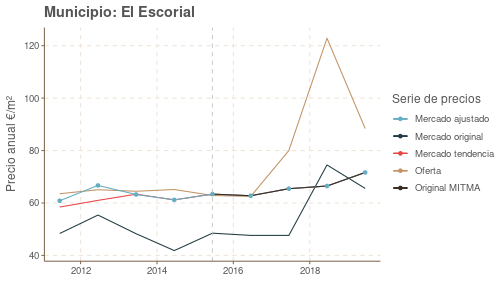 Municipio: El Escorial
Precio anual €/m²
120
100
80
60
40
2012
2014
2016
2018
Serie de precios
Mercado ajustado
Mercado original
Mercado tendencia
Oferta
Original MITMA